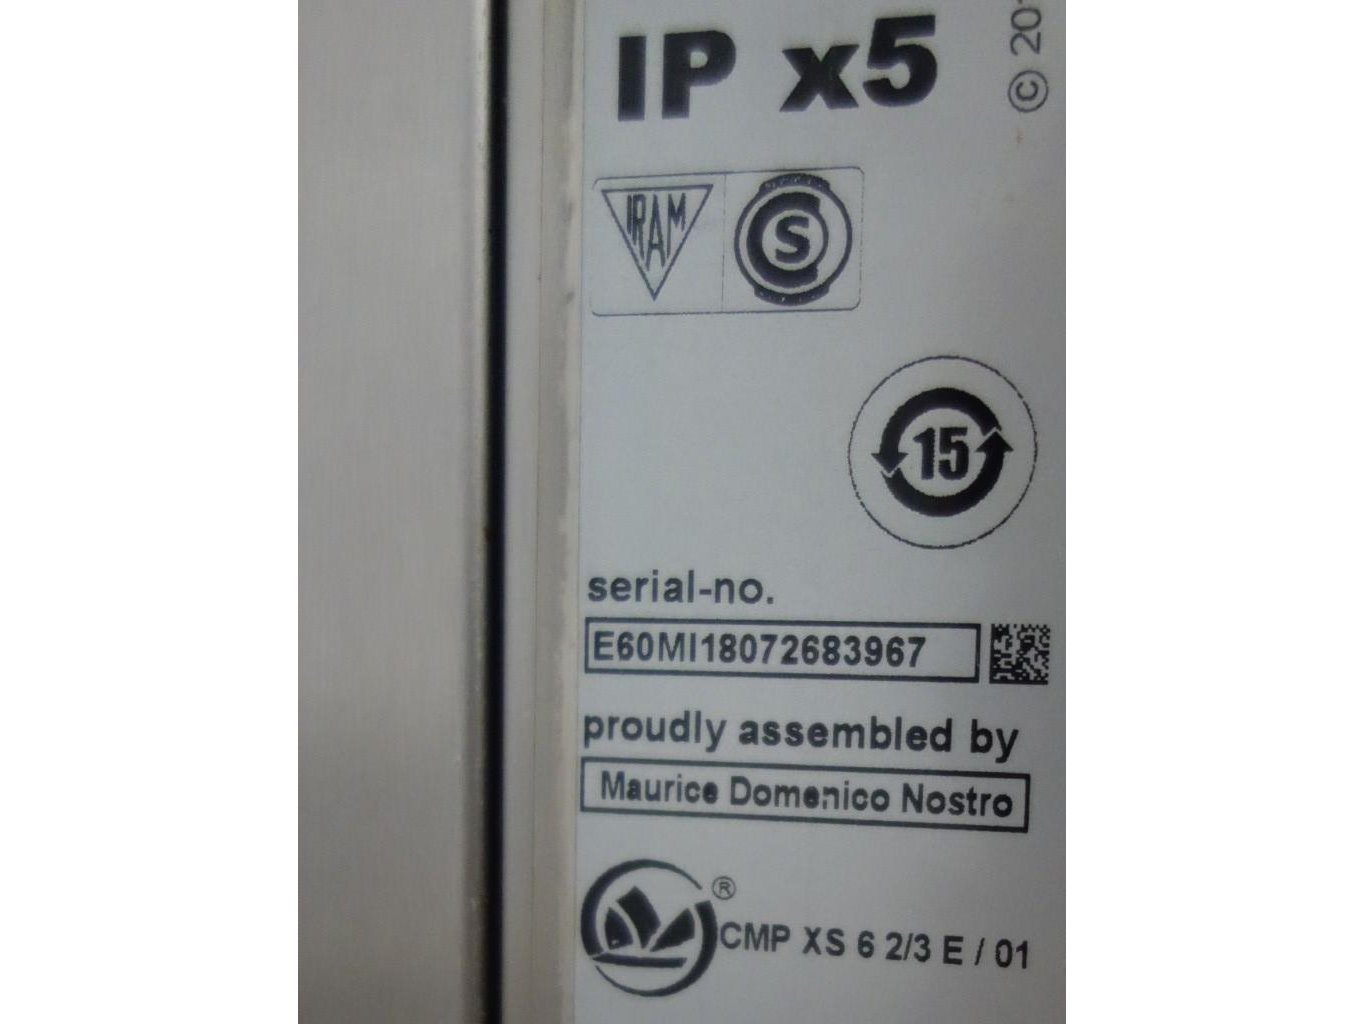 IP x5
© 201
IRAM
S
15
serial-no.
E60MI18072683967
proudly assembled by
Maurice Domenico Nostro
®
CMP XS 6 2/3 E / 01